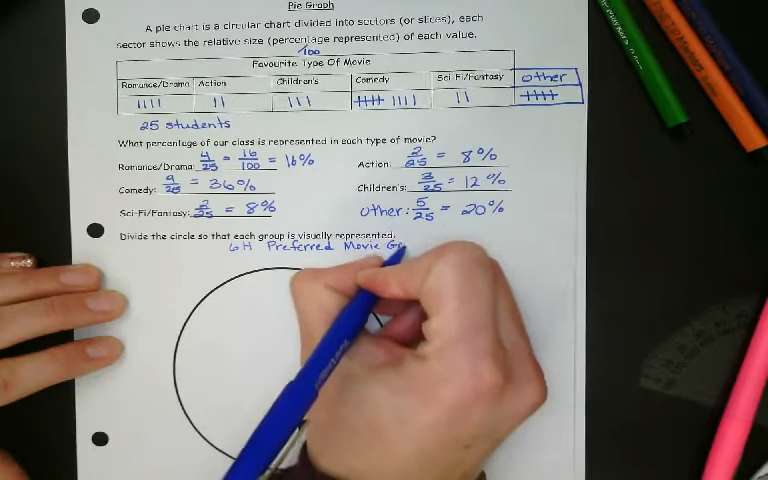 Pie Graph
A pie chart is a circular chart divided into sectors (or slices), each
sector shows the relative size (percentage represented) of each value.
/100
Favourite Type Of Movie
Romance/Drama Action Children's Comedy Sci-Fi/Fantasy other
25 students
What percentage of our class is represented in each type of movie?
Romance/Drama: 4/25 = 16/100 = 16%
Action: 2/25 = 8%
Comedy: 9/25 = 36%
Children's: 3/25 = 12%
Sci-Fi/Fantasy: 2/25 = 8%
other: 5/25 = 20%
Divide the circle so that each group is visually represented.
6H Preferred Movie Ge